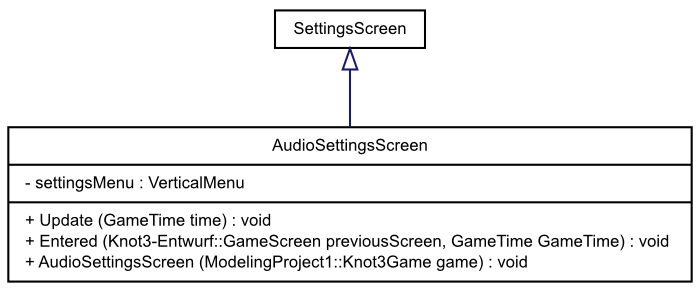 SettingsScreen
AudioSettingsScreen
- settingsMenu : VerticalMenu
+ Update (GameTime time) : void
+ Entered (Knot3-Entwurf::GameScreen previousScreen, GameTime GameTime) : void
+ AudioSettingsScreen (ModelingProject1::Knot3Game game) : void